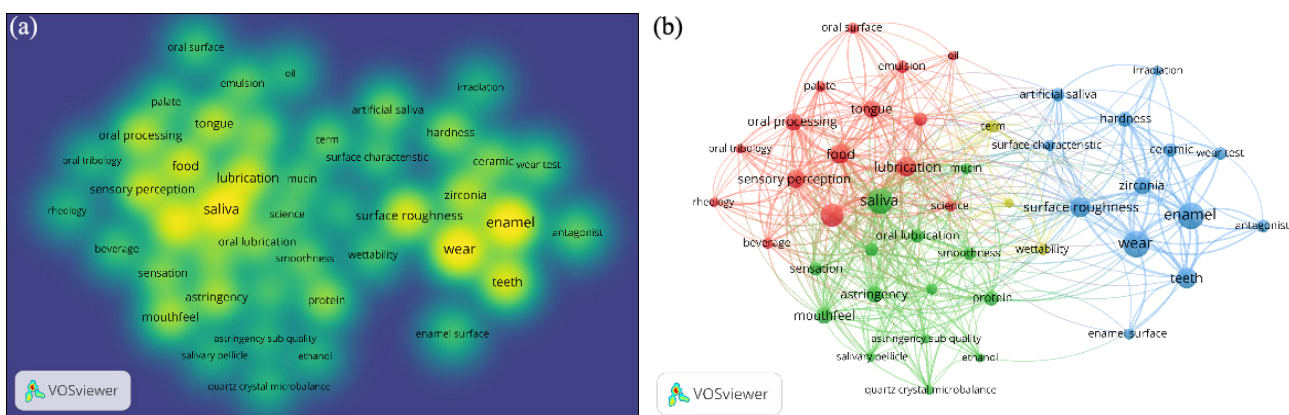 (a)
oral surface
oil
emulsion
irradiation
palate
artificial saliva
tongue
oral processing
term
hardness
surface characteristic
oral tribology
food
ceramic
wear test
lubrication
mucin
sensory perception
zirconia
saliva
rheology
science
surface roughness
enamel
antagonist
oral lubrication
beverage
smoothness
wettability
wear
sensation
teeth
astringency
protein
mouthfeel
enamel surface
astringency sub quality
salivary pellicle
ethanol
quartz crystal microbalance
VOSviewer
(b)
oral surface
oil
emulsion
irradiation
palate
artificial saliva
tongue
oral processing
term
hardness
surface characteristic
oral tribology
food
ceramic
wear test
lubrication
mucin
sensory perception
zirconia
saliva
rheology
science
surface roughness
enamel
antagonist
oral lubrication
beverage
smoothness
wettability
wear
sensation
teeth
astringency
protein
mouthfeel
enamel surface
astringency sub quality
salivary pellicle
ethanol
quartz crystal microbalance
VOSviewer